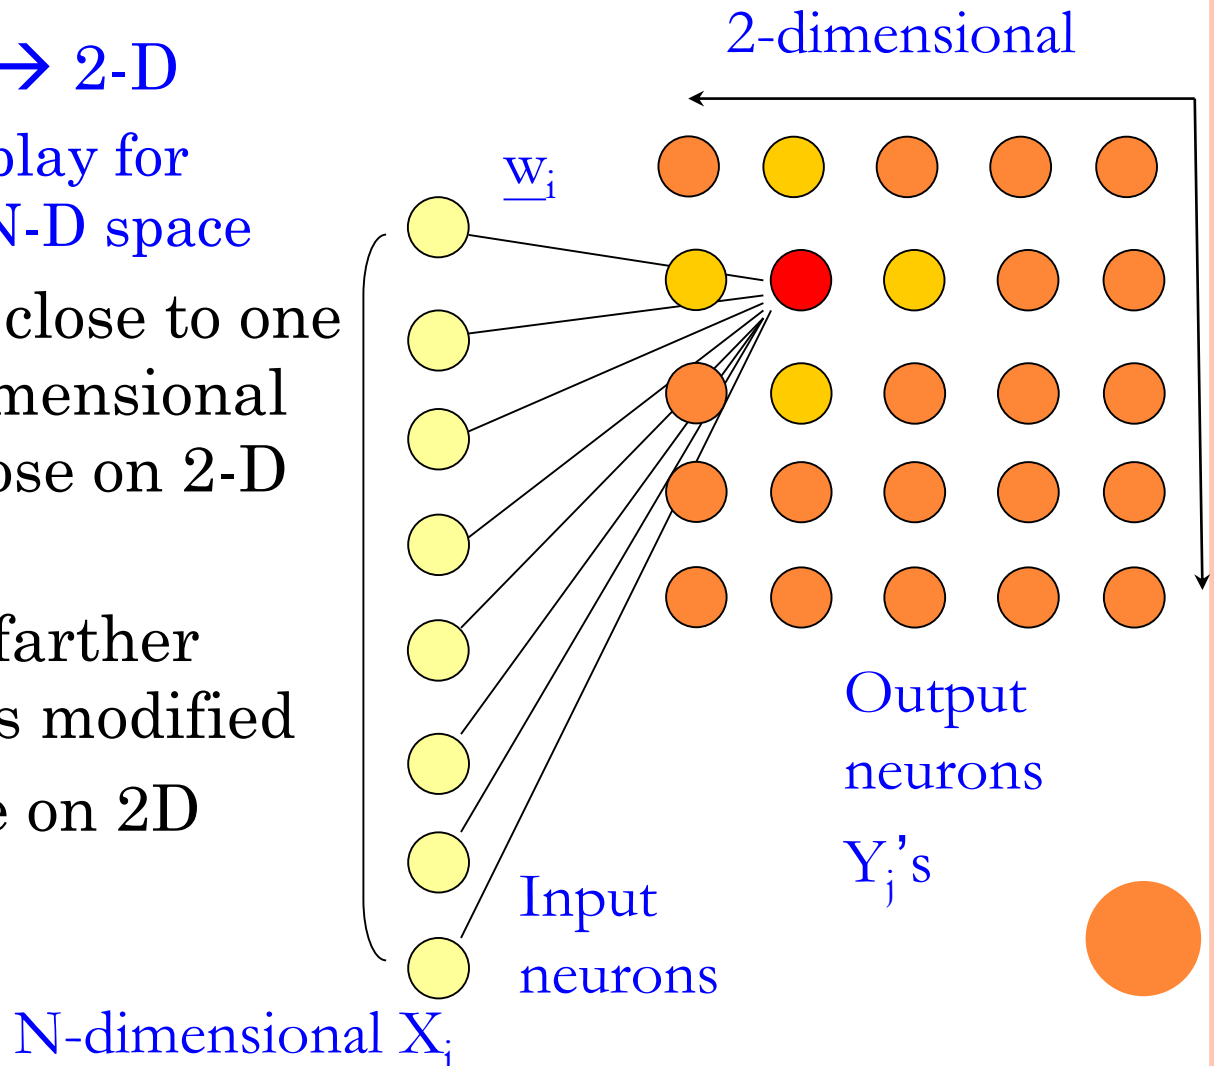 → 2-D
play for
N-D space
close to one
mensional
ose on 2-D
farther
s modified
e on 2D
2-dimensional
w̲i
Output
neurons
Yj’s
Input
neurons
N-dimensional Xi